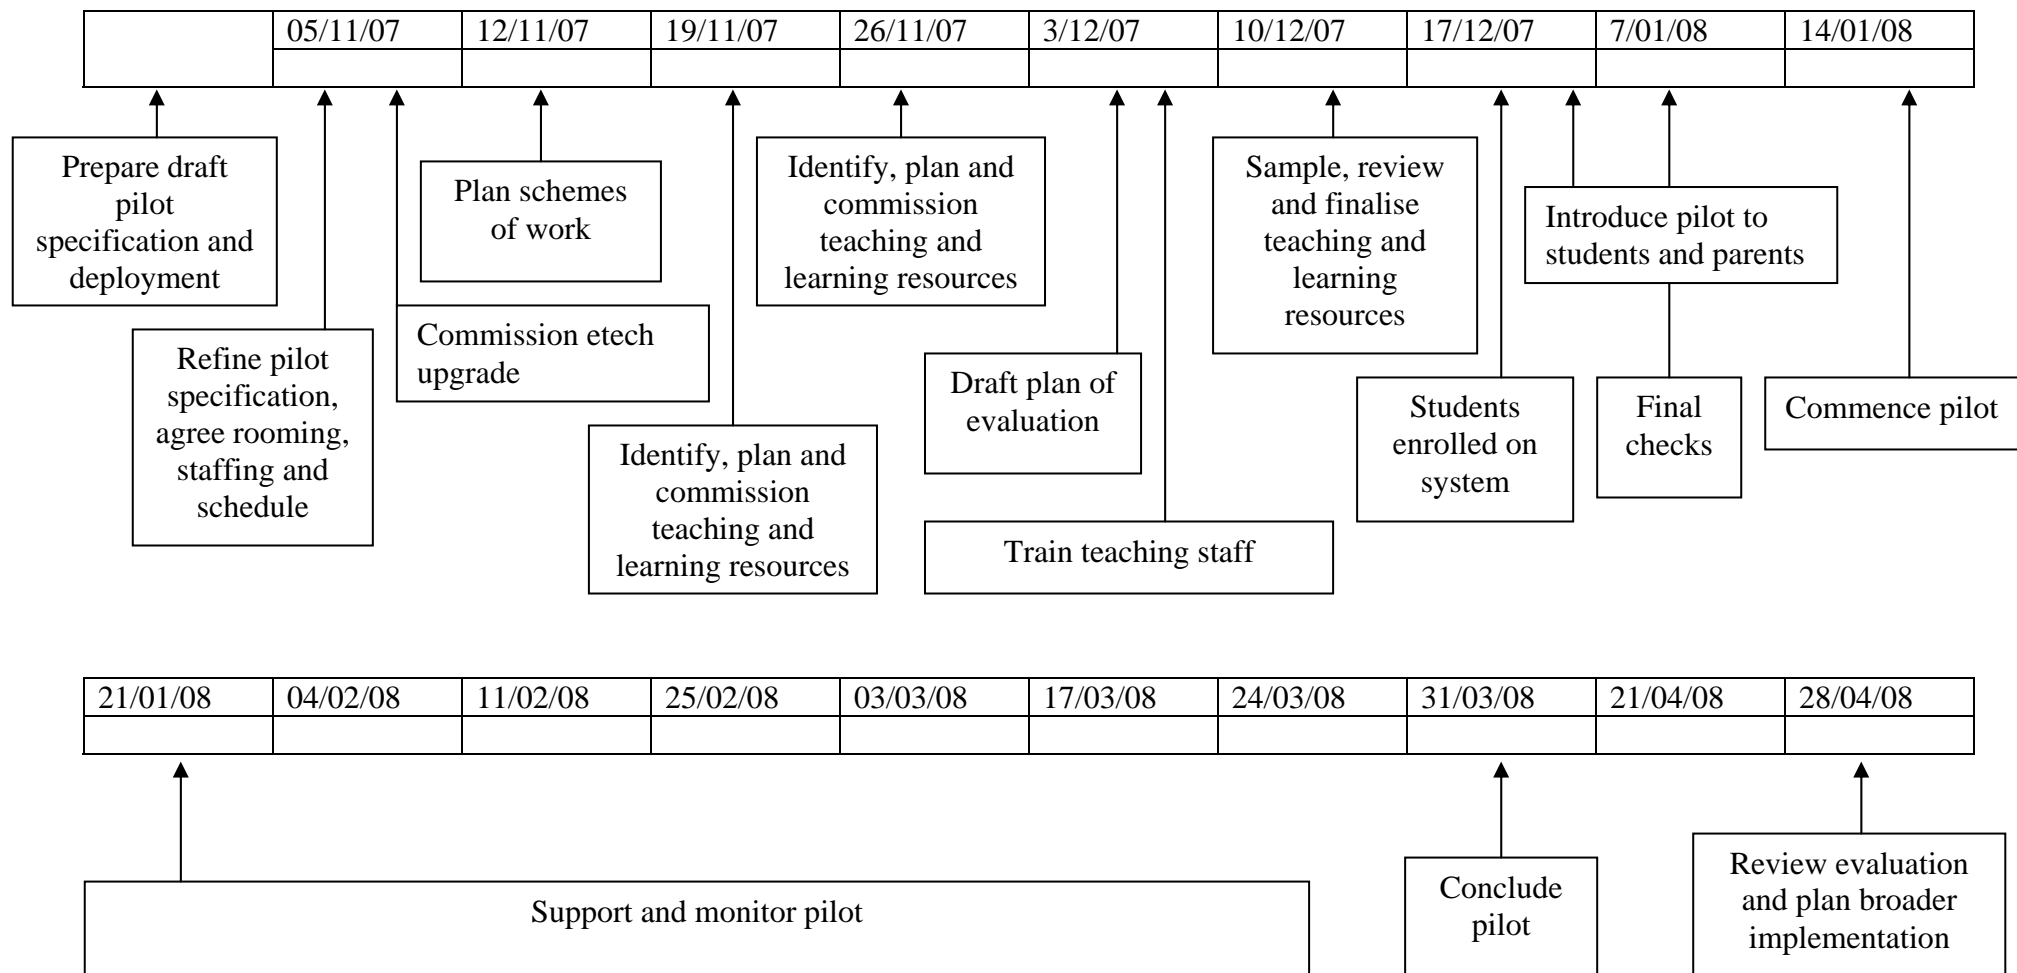 05/11/07 12/11/07 19/11/07 26/11/07 3/12/07 10/12/07 17/12/07 7/01/08 14/01/08
Prepare draft
pilot
specification and
deployment
Refine pilot
specification,
agree rooming,
staffing and
schedule
Commission etech
upgrade
Plan schemes
of work
Identify, plan and
commission
teaching and
learning resources
Identify, plan and
commission
teaching and
learning resources
Draft plan of
evaluation
Train teaching staff
Sample, review
and finalise
teaching and
learning
resources
Students
enrolled on
system
Introduce pilot to
students and parents
Final
checks
Commence pilot
21/01/08 04/02/08 11/02/08 25/02/08 03/03/08 17/03/08 24/03/08 31/03/08 21/04/08 28/04/08
Support and monitor pilot
Conclude
pilot
Review evaluation
and plan broader
implementation